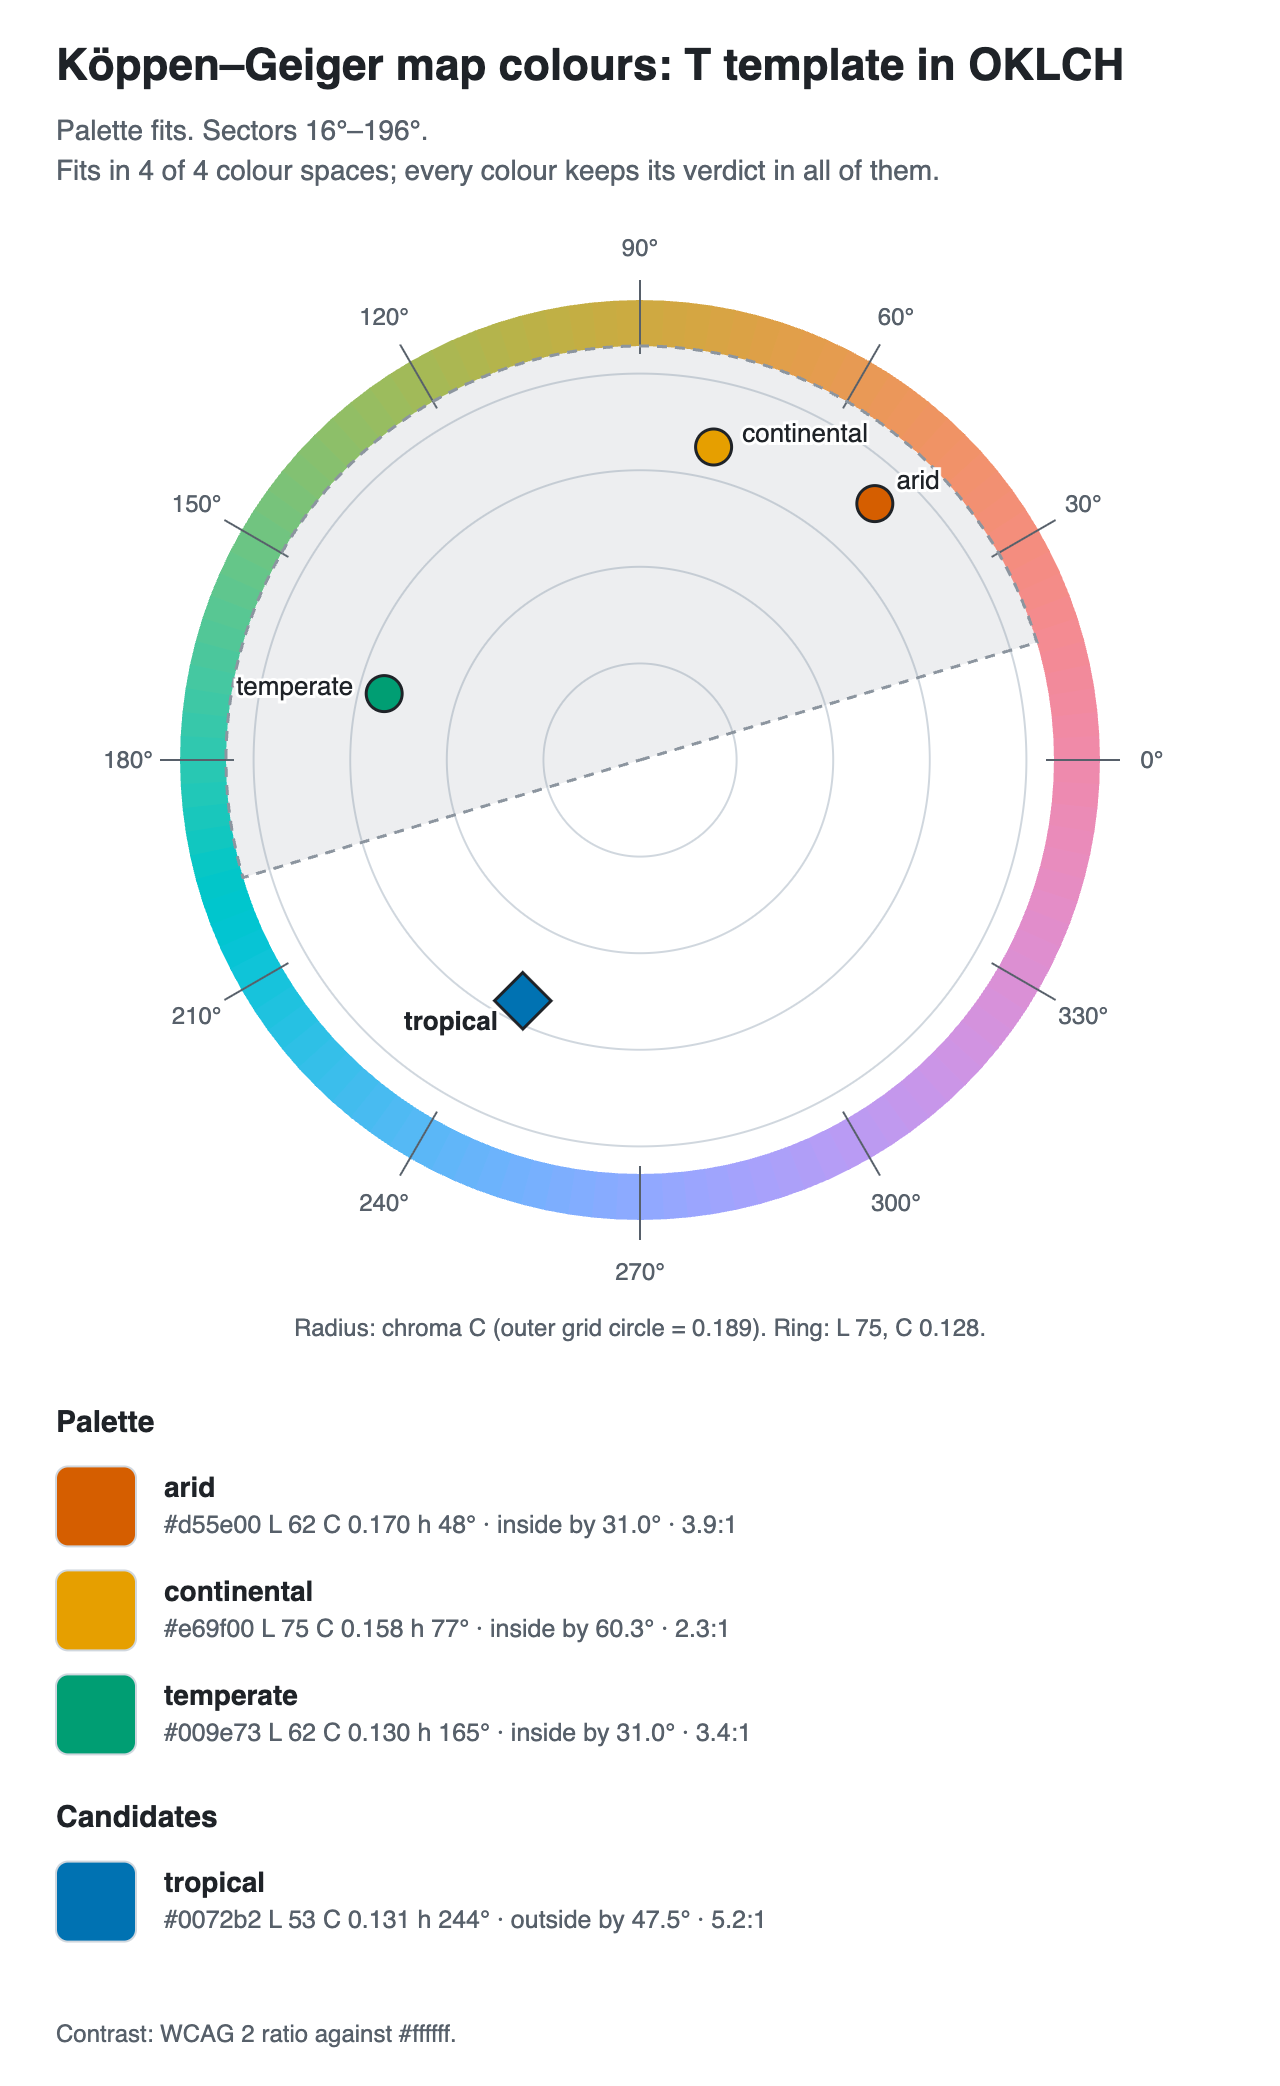 Köppen–Geiger map colours: T template in OKLCH
Palette fits. Sectors 16°–196°.
Fits in 4 of 4 colour spaces; every colour keeps its verdict in all of them.
90°
120°
60°
continental
arid
150°
30°
temperate
180°
0°
210°
tropical
330°
240°
300°
270°
Radius: chroma C (outer grid circle = 0.189). Ring: L 75, C 0.128.
Palette
arid
#d55e00 L 62 C 0.170 h 48° · inside by 31.0° · 3.9:1
continental
#e69f00 L 75 C 0.158 h 77° · inside by 60.3° · 2.3:1
temperate
#009e73 L 62 C 0.130 h 165° · inside by 31.0° · 3.4:1
Candidates
tropical
#0072b2 L 53 C 0.131 h 244° · outside by 47.5° · 5.2:1
Contrast: WCAG 2 ratio against #ffffff.